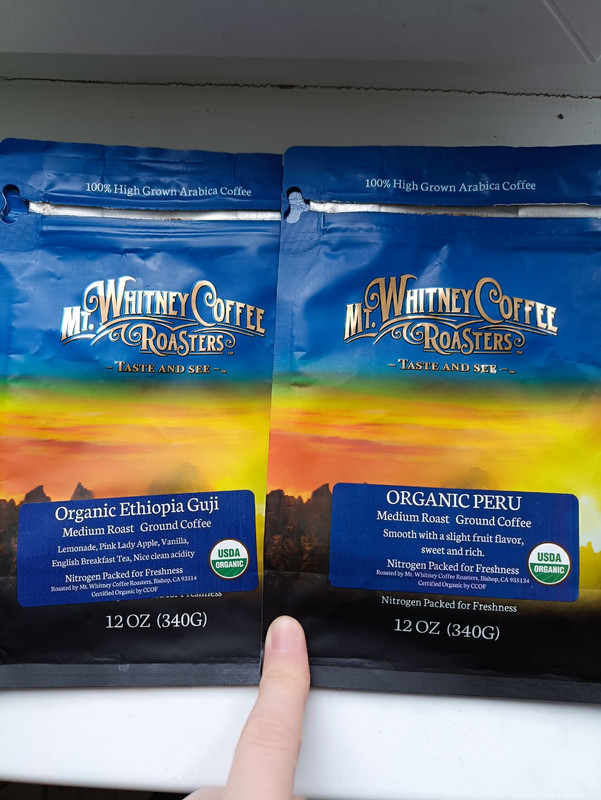 100% High Grown Arabica Coffee
MT. WHITNEY COFFEE
ROASTERS™
– TASTE AND SEE –
Organic Ethiopia Guji
Medium Roast Ground Coffee
Lemonade, Pink Lady Apple, Vanilla,
English Breakfast Tea, Nice clean acidity
Nitrogen Packed for Freshness
Roasted by Mt. Whitney Coffee Roasters, Bishop, CA 93514
Certified Organic by CCOF
USDA
ORGANIC
for Freshness
12 OZ (340G)
100% High Grown Arabica Coffee
MT. WHITNEY COFFEE
ROASTERS™
– TASTE AND SEE –
ORGANIC PERU
Medium Roast Ground Coffee
Smooth with a slight fruit flavor,
sweet and rich.
Nitrogen Packed for Freshness
Roasted by Mt. Whitney Coffee Roasters, Bishop, CA 935134
Certified Organic by CCOF
USDA
ORGANIC
Nitrogen Packed for Freshness
12 OZ (340G)